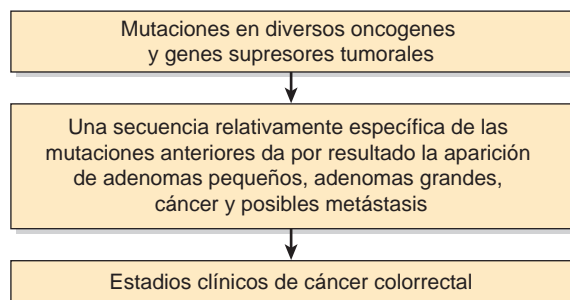 Mutaciones en diversos oncogenes
y genes supresores tumorales
Una secuencia relativamente específica de las
mutaciones anteriores da por resultado la aparición
de adenomas pequeños, adenomas grandes,
cáncer y posibles metástasis
Estadios clínicos de cáncer colorrectal